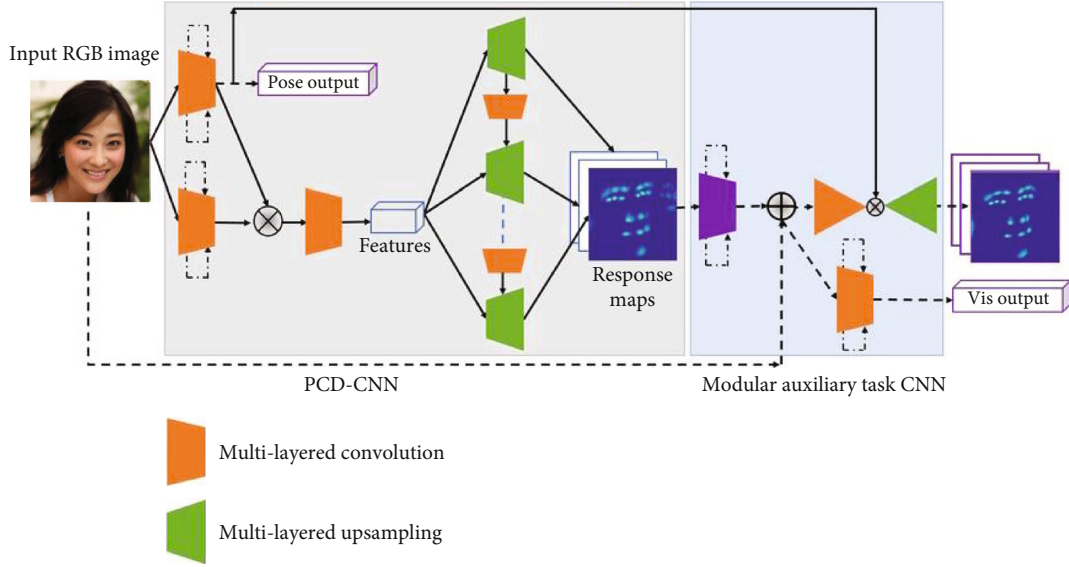 Input RGB image
Pose output
Features
Response
maps
Vis output
PCD-CNN
Modular auxiliary task CNN
Multi-layered convolution
Multi-layered upsampling